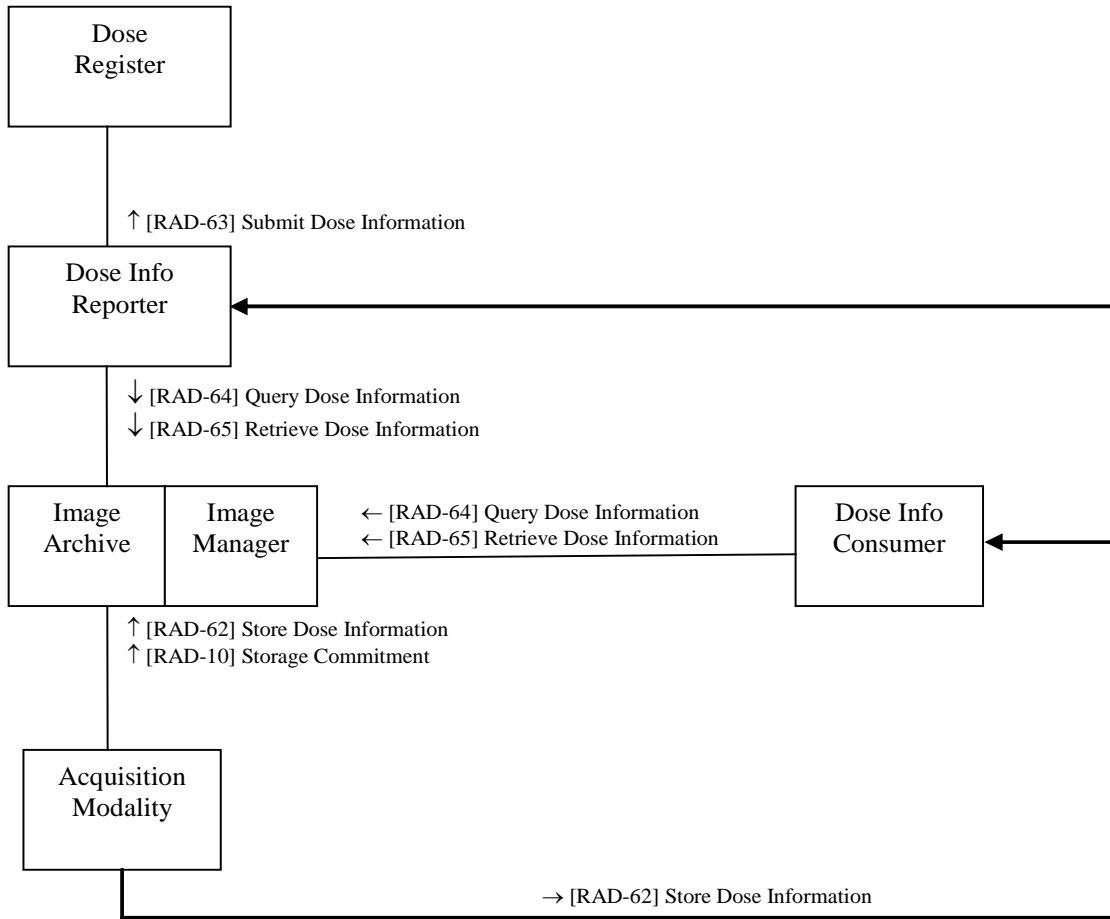 Dose
Register
↑ [RAD-63] Submit Dose Information
Dose Info
Reporter
↓ [RAD-64] Query Dose Information
↓ [RAD-65] Retrieve Dose Information
Image
Archive
Image
Manager
← [RAD-64] Query Dose Information
← [RAD-65] Retrieve Dose Information
Dose Info
Consumer
↑ [RAD-62] Store Dose Information
↑ [RAD-10] Storage Commitment
Acquisition
Modality
→ [RAD-62] Store Dose Information